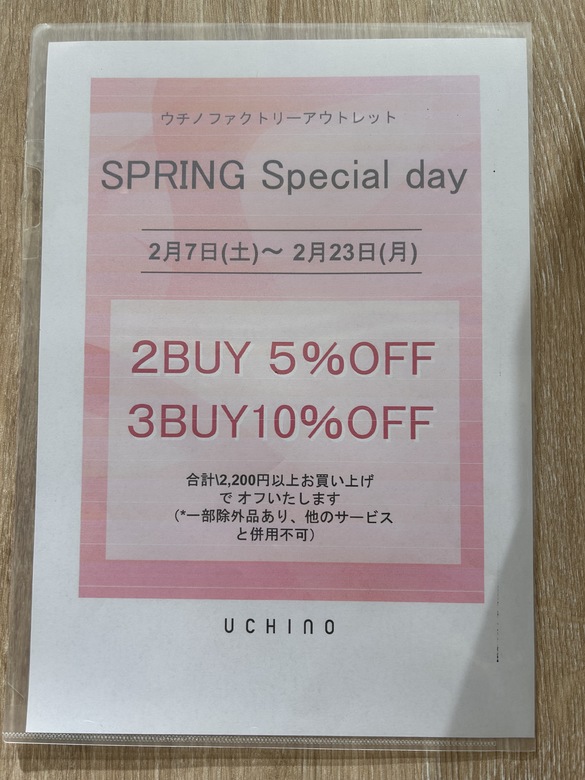 ウチノファクトリーアウトレット
SPRING Special day
2月7日(土)～ 2月23日(月)
2BUY 5%OFF
3BUY10%OFF
合計\2,200円以上お買い上げ
で オフいたします
(*一部除外品あり、他のサービス
と併用不可)
UCHINO